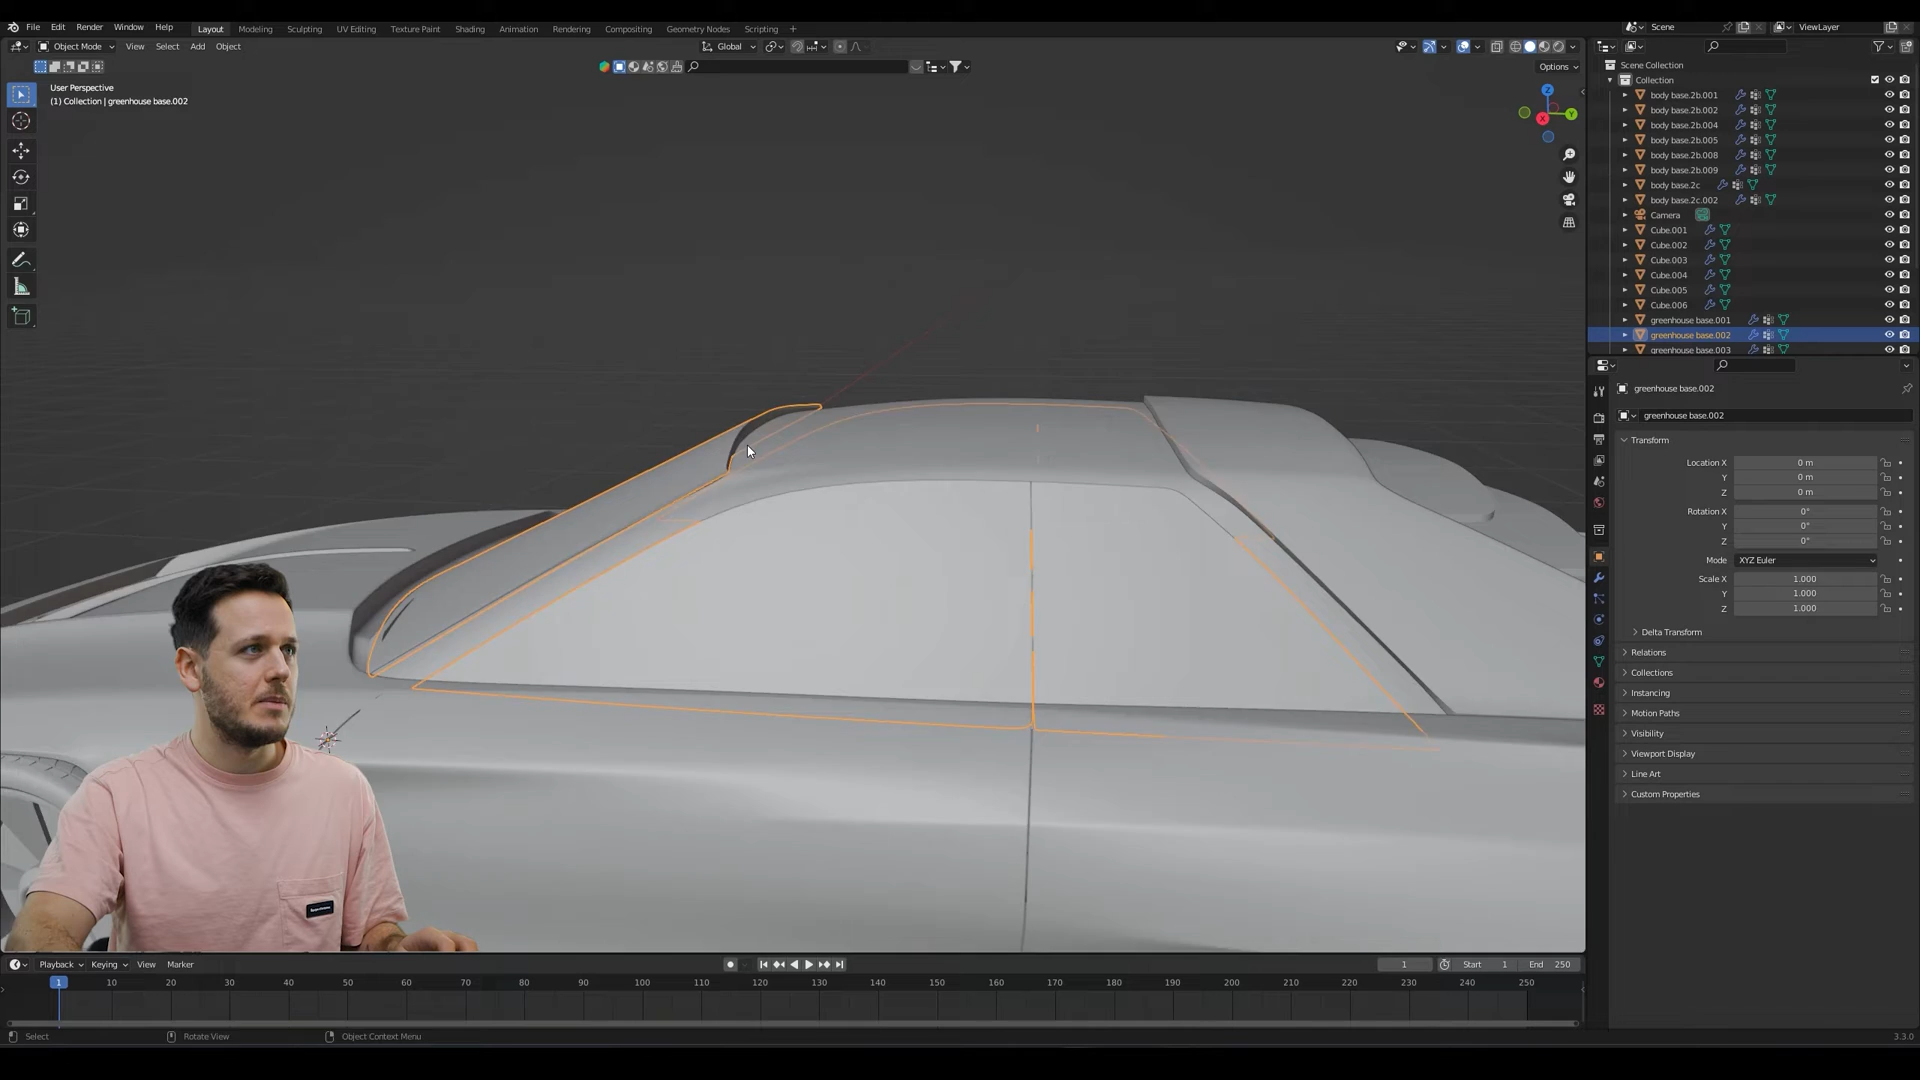 File Edit Render Window Help Layout Modeling Sculpting UV Editing Texture Paint Shading Animation Rendering Compositing Geometry Nodes Scripting + Scene ViewLayer
Object Mode View Select Add Object Global
Options
User Perspective
(1) Collection | greenhouse base.002
Z
Y
X
Scene Collection
Collection
body base.2b.001
body base.2b.002
body base.2b.004
body base.2b.005
body base.2b.008
body base.2b.009
body base.2c
body base.2c.002
Camera
Cube.001
Cube.002
Cube.003
Cube.004
Cube.005
Cube.006
greenhouse base.001
greenhouse base.002
greenhouse base.003
greenhouse base.002
greenhouse base.002
Transform
Location X 0 m
Y 0 m
Z 0 m
Rotation X 0°
Y 0°
Z 0°
Mode XYZ Euler
Scale X 1.000
Y 1.000
Z 1.000
Delta Transform
Relations
Collections
Instancing
Motion Paths
Visibility
Viewport Display
Line Art
Custom Properties
Playback Keying View Marker 1 Start 1 End 250
1 10 20 30 40 50 60 70 80 90 100 110 120 130 140 150 160 170 180 190 200 210 220 230 240 250
Select Rotate View Object Context Menu 3.3.0